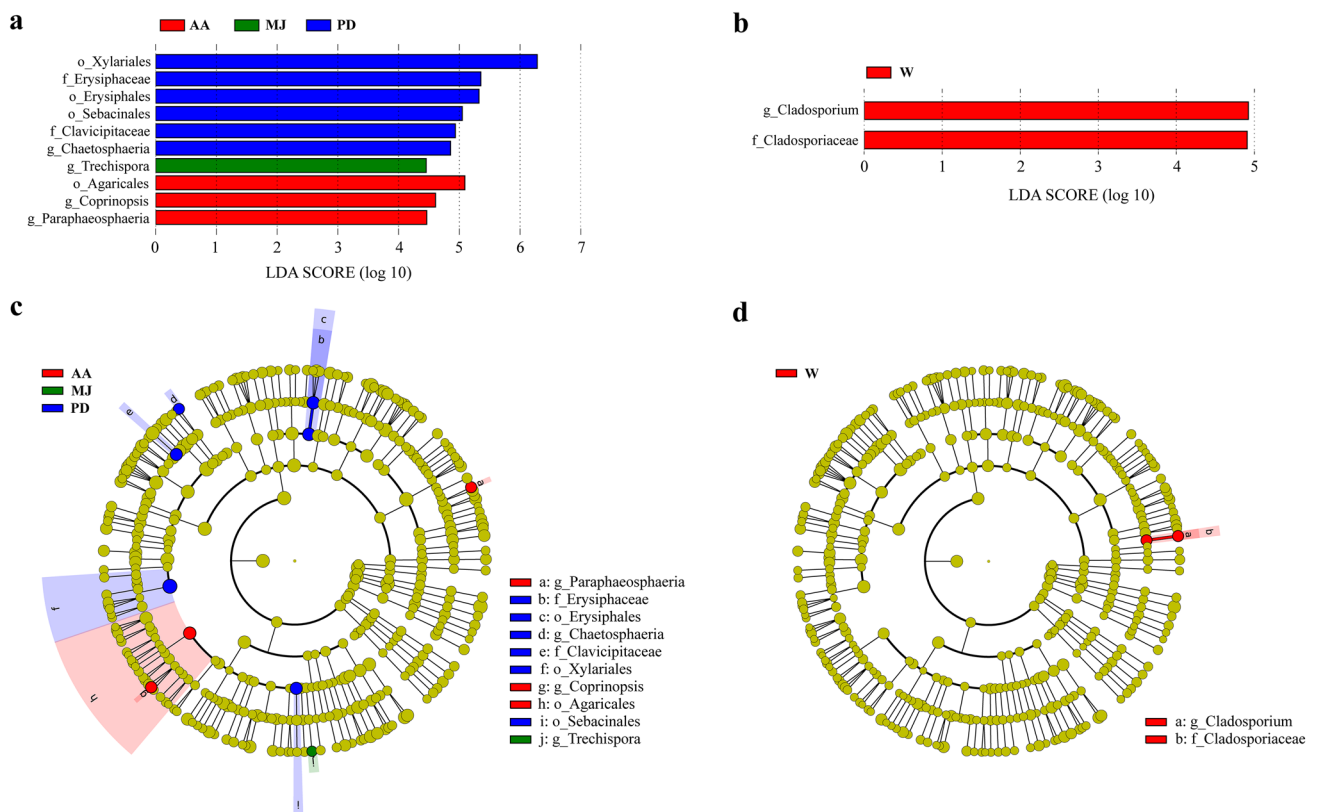 a
AA MJ PD
o_Xylariales
f_Erysiphaceae
o_Erysiphales
o_Sebacinales
f_Clavicipitaceae
g_Chaetosphaeria
g_Trechispora
o_Agaricales
g_Coprinopsis
g_Paraphaeosphaeria
0 1 2 3 4 5 6 7
LDA SCORE (log 10)
b
W
g_Cladosporium
f_Cladosporiaceae
0 1 2 3 4 5
LDA SCORE (log 10)
c
AA
MJ
PD
c
b
d
e
a
f
h
g
i
a: g_Paraphaeosphaeria
b: f_Erysiphaceae
c: o_Erysiphales
d: g_Chaetosphaeria
e: f_Clavicipitaceae
f: o_Xylariales
g: g_Coprinopsis
h: o_Agaricales
i: o_Sebacinales
j: g_Trechispora
d
W
a
b
a: g_Cladosporium
b: f_Cladosporiaceae